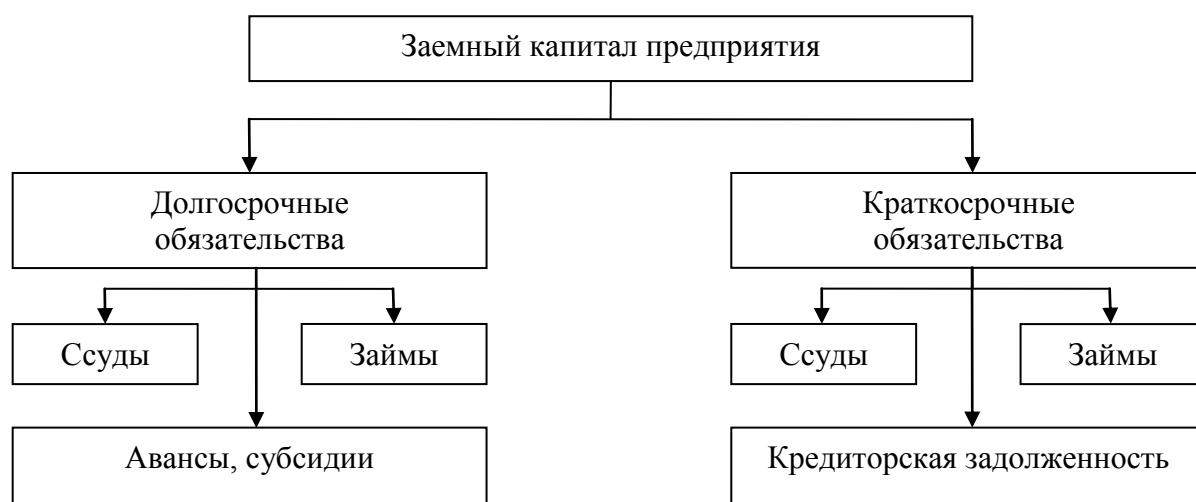 Заемный капитал предприятия
Долгосрочные
обязательства
Краткосрочные
обязательства
Ссуды
Займы
Ссуды
Займы
Авансы, субсидии
Кредиторская задолженность